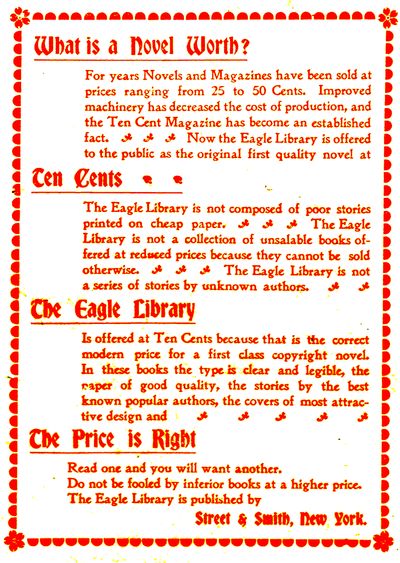 What is a Novel Worth?
For years Novels and Magazines have been sold at
prices ranging from 25 to 50 Cents. Improved
machinery has decreased the cost of production, and
the Ten Cent Magazine has become an established
fact. Now the Eagle Library is offered
to the public as the original first quality novel at
Ten Cents
The Eagle Library is not composed of poor stories
printed on cheap paper. The Eagle
Library is not a collection of unsalable books of-
fered at reduced prices because they cannot be sold
otherwise. The Eagle Library is not
a series of stories by unknown authors.
The Eagle Library
Is offered at Ten Cents because that is the correct
modern price for a first class copyright novel.
In these books the type is clear and legible, the
paper of good quality, the stories by the best
known popular authors, the covers of most attrac-
tive design and
The Price is Right
Read one and you will want another.
Do not be fooled by inferior books at a higher price.
The Eagle Library is published by
Street & Smith, New York.